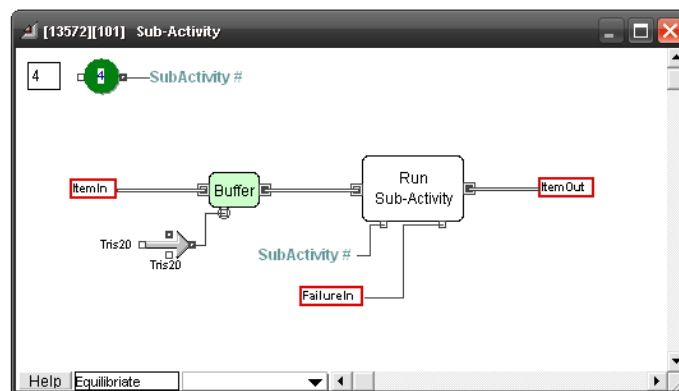 [13572][101] Sub-Activity
4
4
SubActivity #
ItemIn
Buffer
Run
Sub-Activity
ItemOut
Tris20
Tris20
SubActivity #
FailureIn
Help
Equilibriate